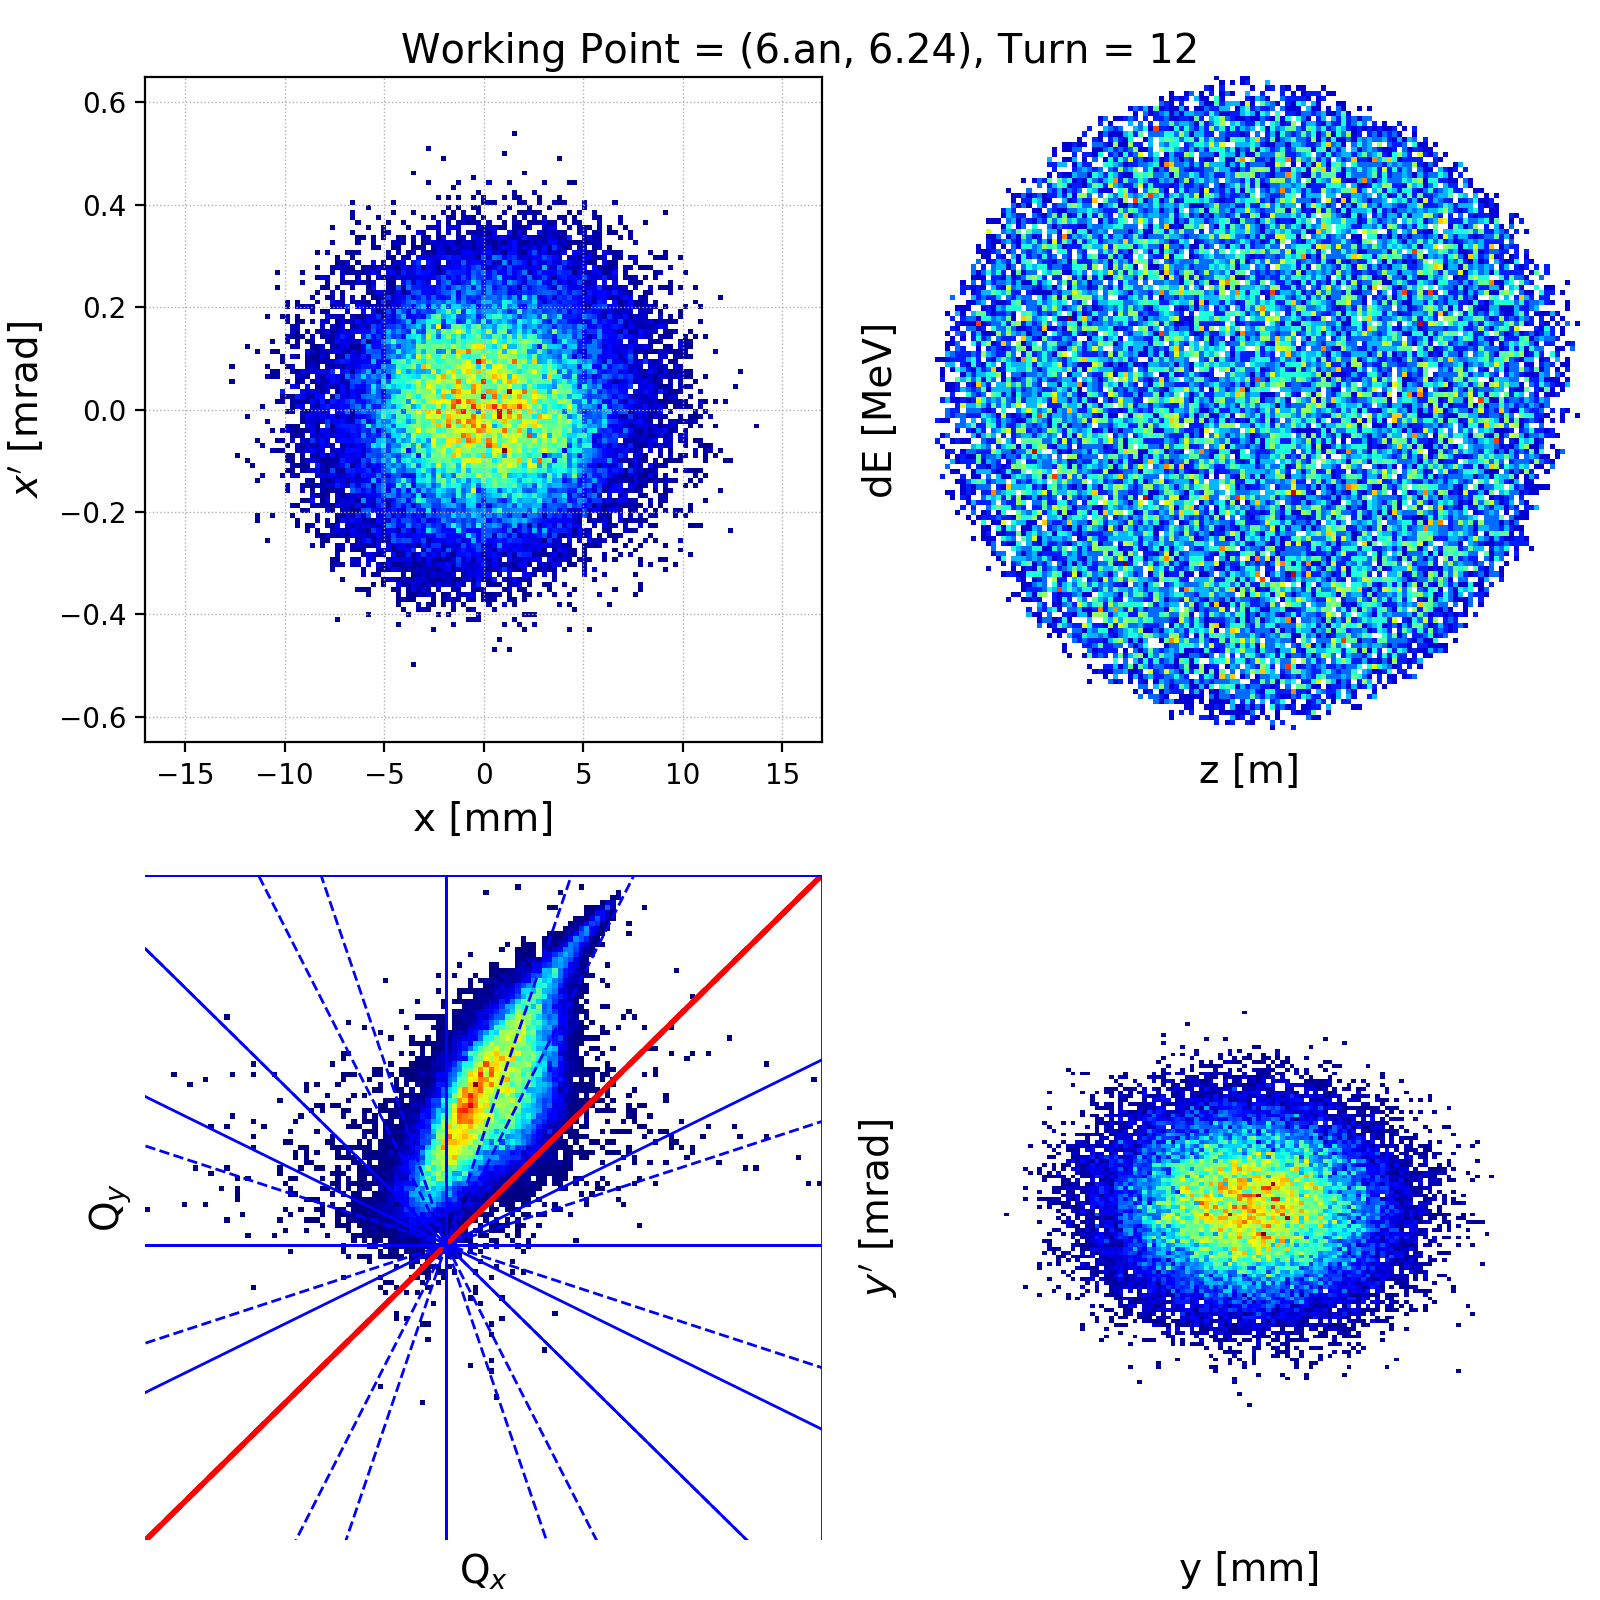 Working Point = (6.an, 6.24), Turn = 12
0.6
0.4
0.2
0.0
−0.2
−0.4
−0.6
x′ [mrad]
−15 −10 −5 0 5 10 15
x [mm]
dE [MeV]
z [m]
Qy
Qx
y′ [mrad]
y [mm]